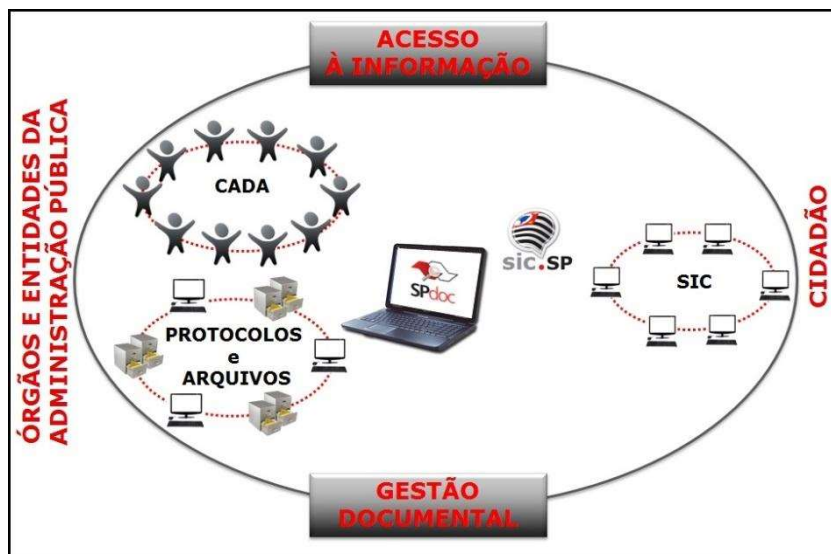 ACESSO
À INFORMAÇÃO
ÓRGÃOS E ENTIDADES DA
ADMINISTRAÇÃO PÚBLICA
CADA
SPdoc
sic.SP
SIC
CIDADÃO
PROTOCOLOS
e
ARQUIVOS
GESTÃO
DOCUMENTAL